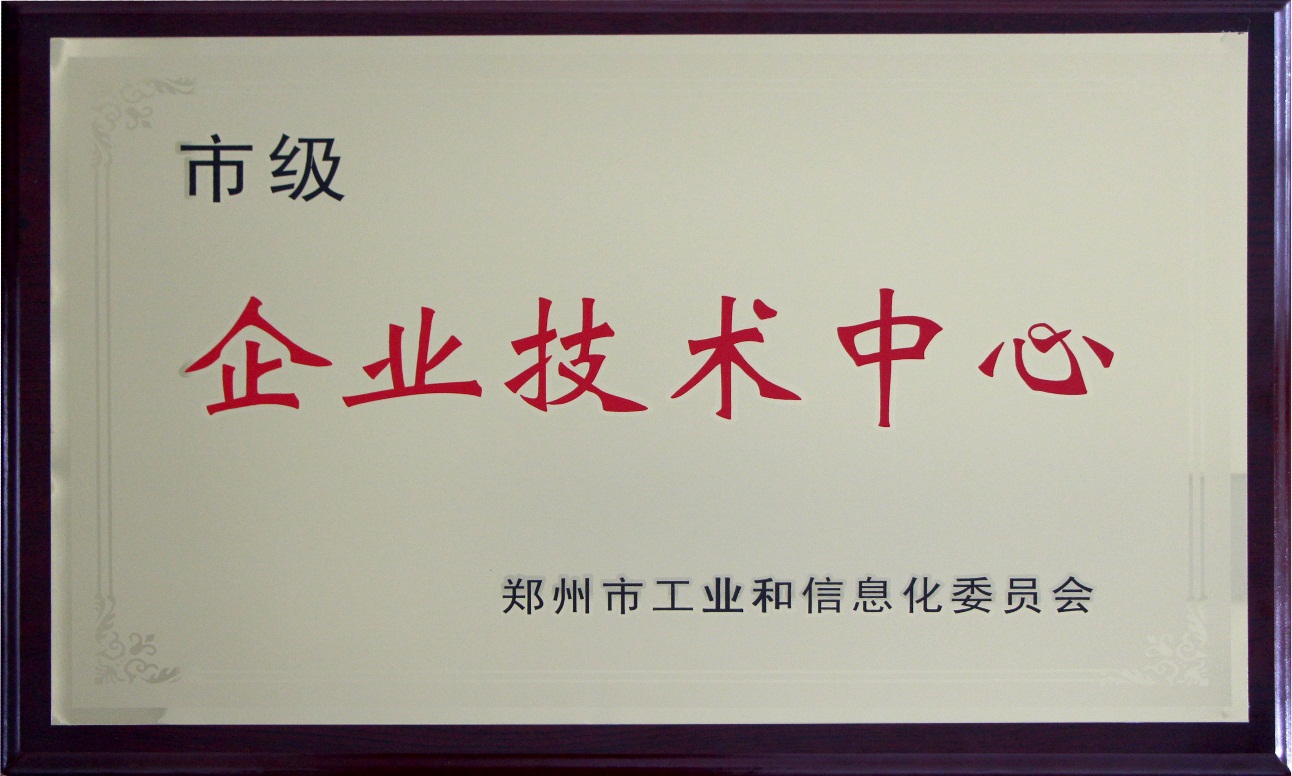 市级
企业技术中心
郑州市工业和信息化委员会